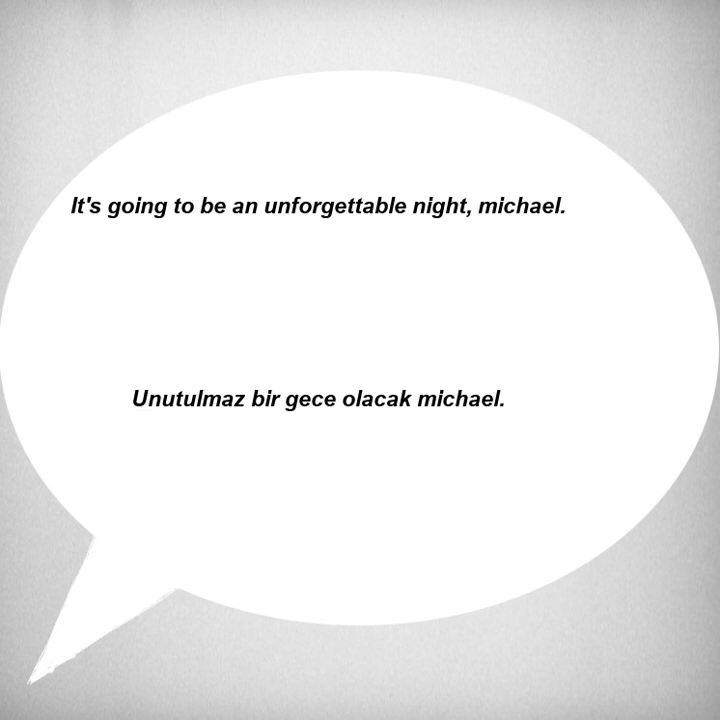 It's going to be an unforgettable night, michael.
Unutulmaz bir gece olacak michael.